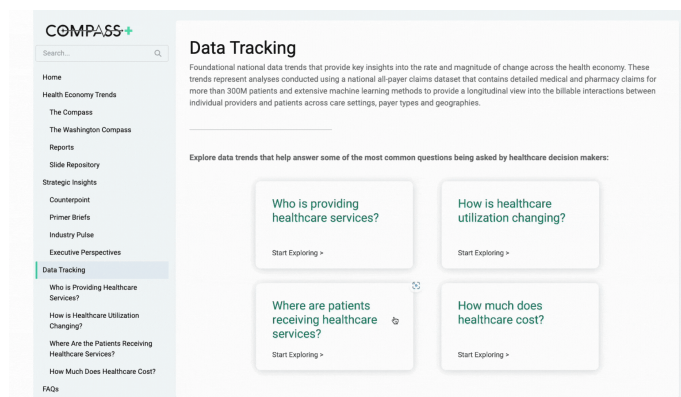 COMPASS+
Search...
Home
Health Economy Trends
The Compass
The Washington Compass
Reports
Slide Repository
Strategic Insights
Counterpoint
Primer Briefs
Industry Pulse
Executive Perspectives
Data Tracking
Who is Providing Healthcare
Services?
How is Healthcare Utilization
Changing?
Where Are the Patients Receiving
Healthcare Services?
How Much Does Healthcare Cost?
FAQs
Data Tracking
Foundational national data trends that provide key insights into the rate and magnitude of change across the health economy. These
trends represent analyses conducted using a national all-payer claims dataset that contains detailed medical and pharmacy claims for
more than 300M patients and extensive machine learning methods to provide a longitudinal view into the billable interactions between
individual providers and patients across care settings, payer types and geographies.
Explore data trends that help answer some of the most common questions being asked by healthcare decision makers:
Who is providing
healthcare services?
Start Exploring >
How is healthcare
utilization changing?
Start Exploring >
Where are patients
receiving healthcare
services?
Start Exploring >
How much does
healthcare cost?
Start Exploring >